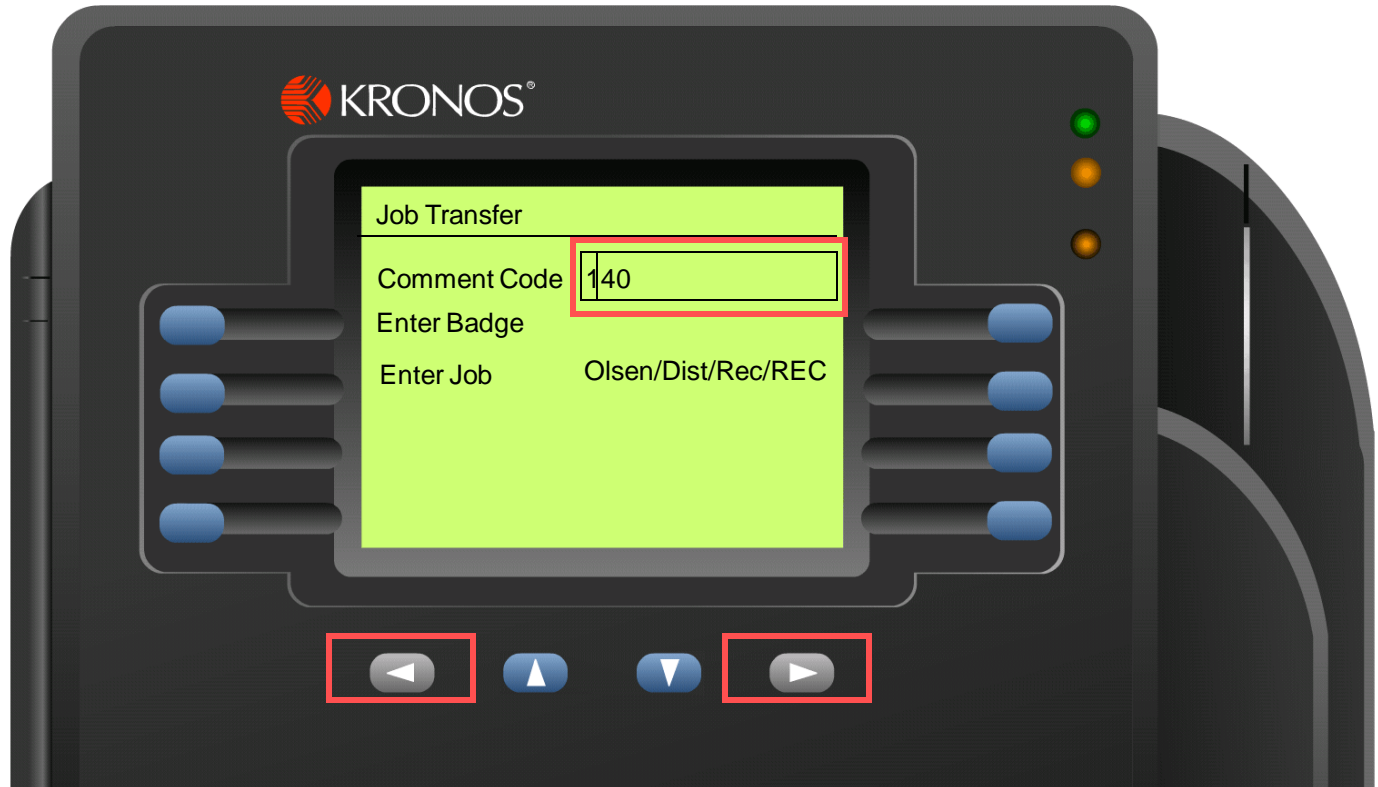 KRONOS®
Job Transfer
Comment Code 140
Enter Badge
Enter Job Olsen/Dist/Rec/REC